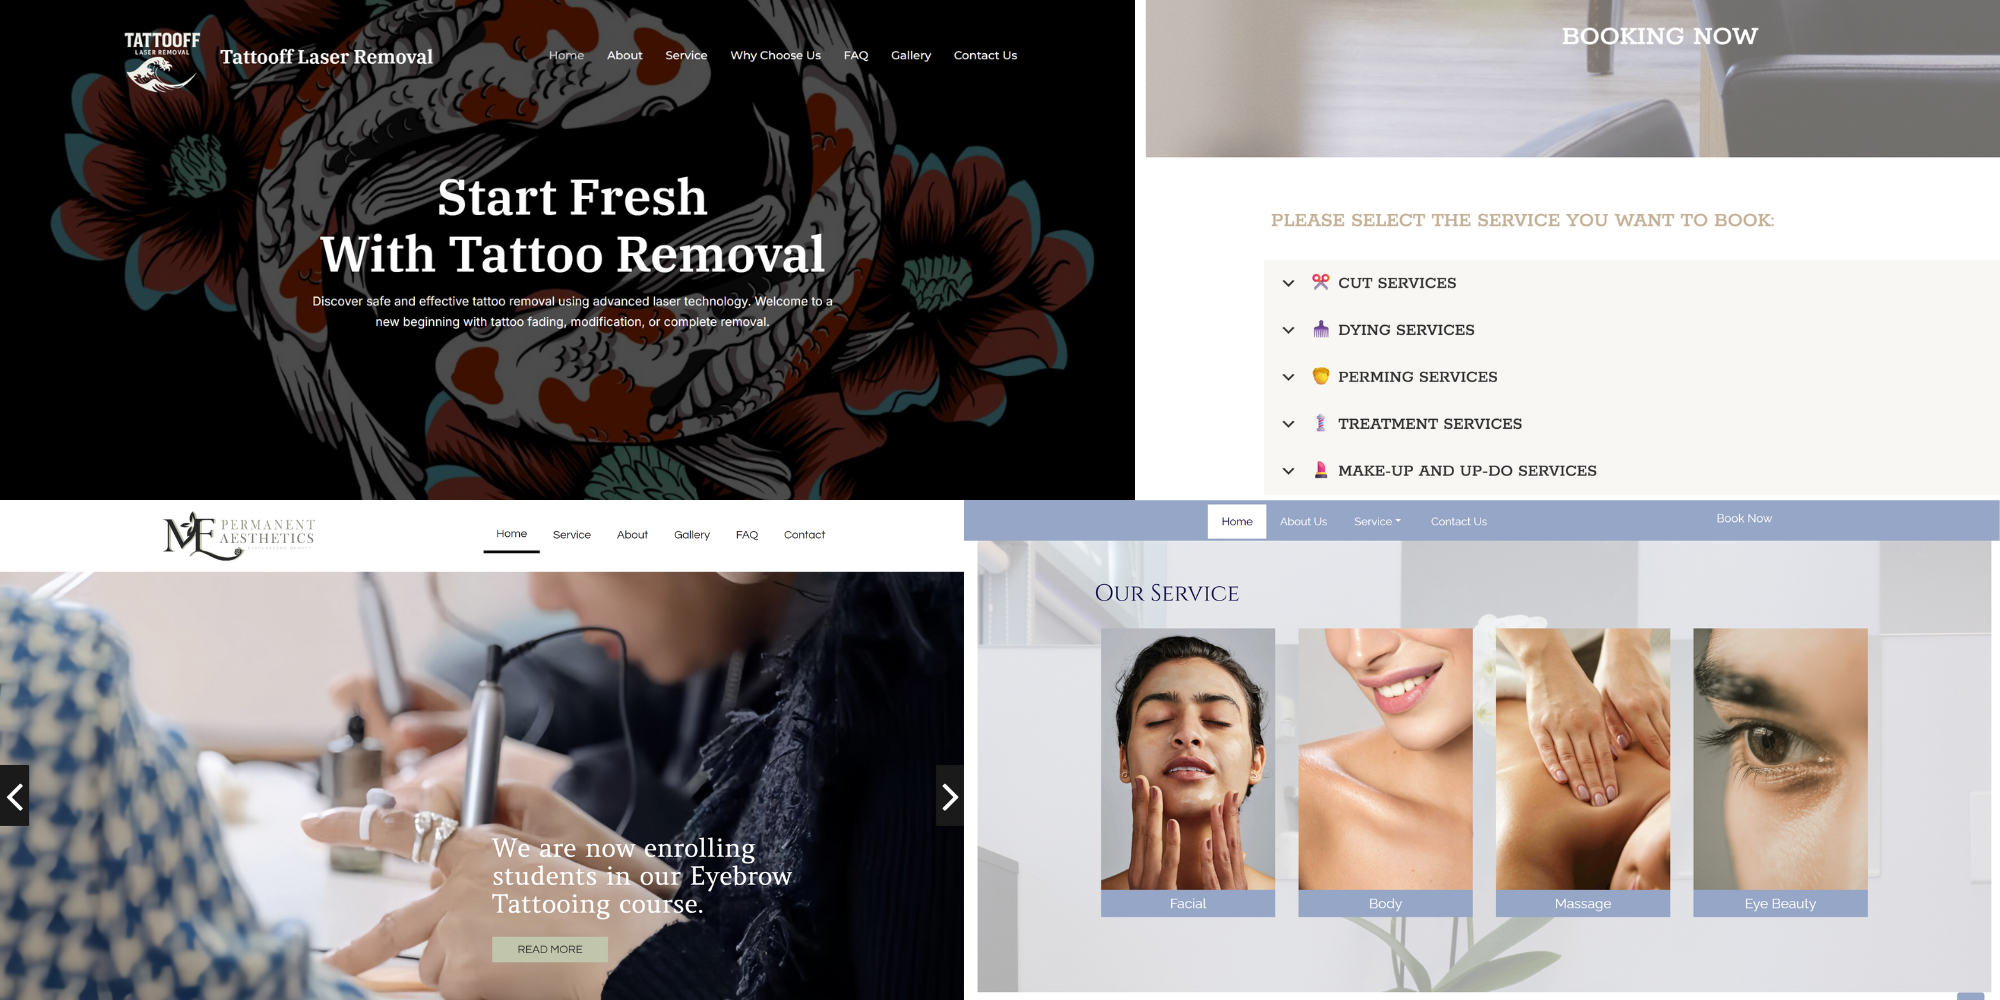 TATTOOFF
LASER REMOVAL
Tattooff Laser Removal
Home About Service Why Choose Us FAQ Gallery Contact Us
Start Fresh
With Tattoo Removal
Discover safe and effective tattoo removal using advanced laser technology. Welcome to a
new beginning with tattoo fading, modification, or complete removal.
BOOKING NOW
PLEASE SELECT THE SERVICE YOU WANT TO BOOK:
CUT SERVICES
DYING SERVICES
PERMING SERVICES
TREATMENT SERVICES
MAKE-UP AND UP-DO SERVICES
ME PERMANENT
AESTHETICS
Home Service About Gallery FAQ Contact
We are now enrolling
students in our Eyebrow
Tattooing course.
READ MORE
Home About Us Service Contact Us Book Now
Our Service
Facial Body Massage Eye Beauty